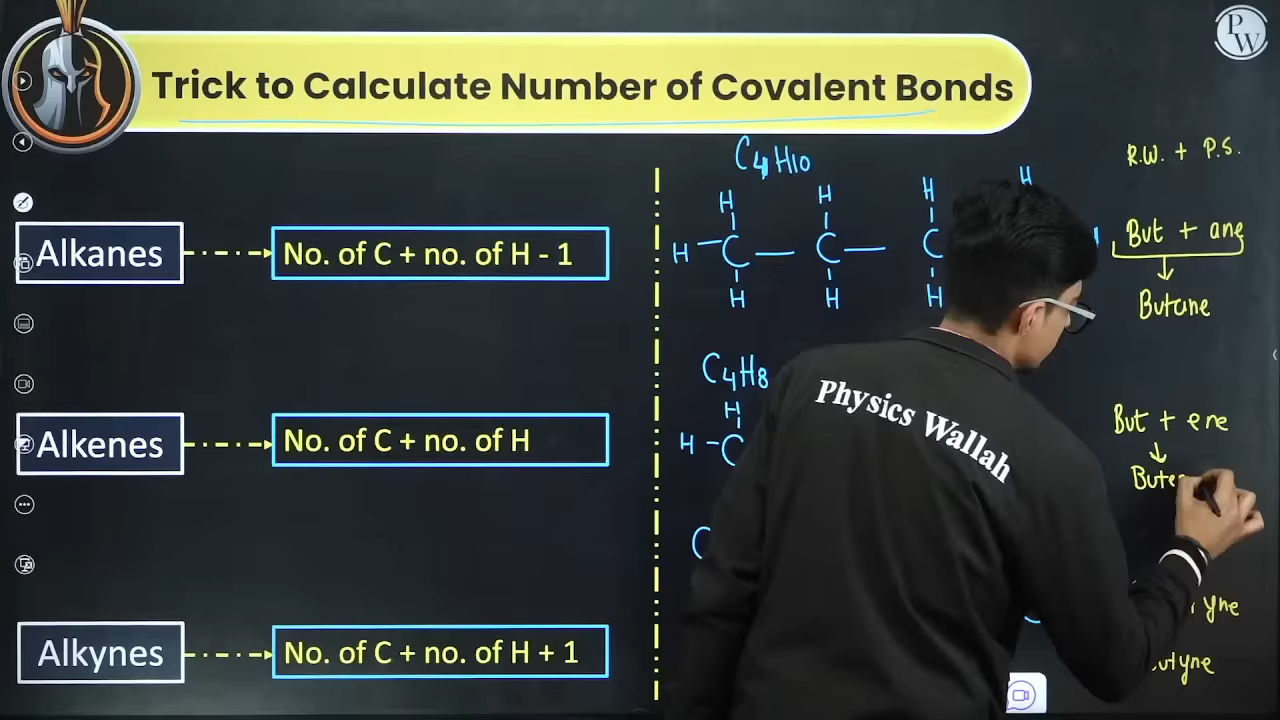 Trick to Calculate Number of Covalent Bonds
PW
Alkanes
No. of C + no. of H - 1
Alkenes
No. of C + no. of H
Alkynes
No. of C + no. of H + 1
C4H10
H H H H
H - C - C - C
H H H
R.W. + P.S.
But + ane
Butane
C4H8
H
H - C
But + ene
yne
utyne
Physics Wallah